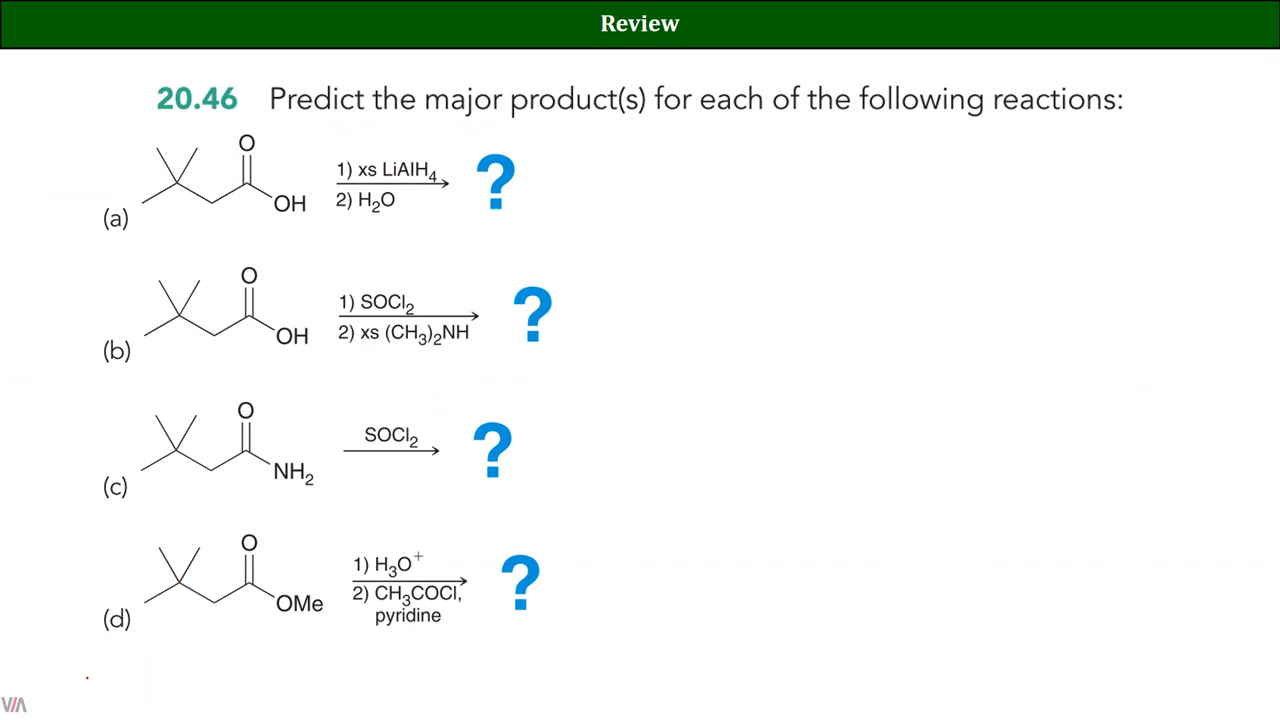 Review
20.46 Predict the major product(s) for each of the following reactions:
O
OH
1) xs LiAlH₄
2) H₂O
?
(a)
O
OH
1) SOCl₂
2) xs (CH₃)₂NH
?
(b)
O
NH₂
SOCl₂
?
(c)
O
OMe
1) H₃O⁺
2) CH₃COCl,
pyridine
?
(d)
VIA